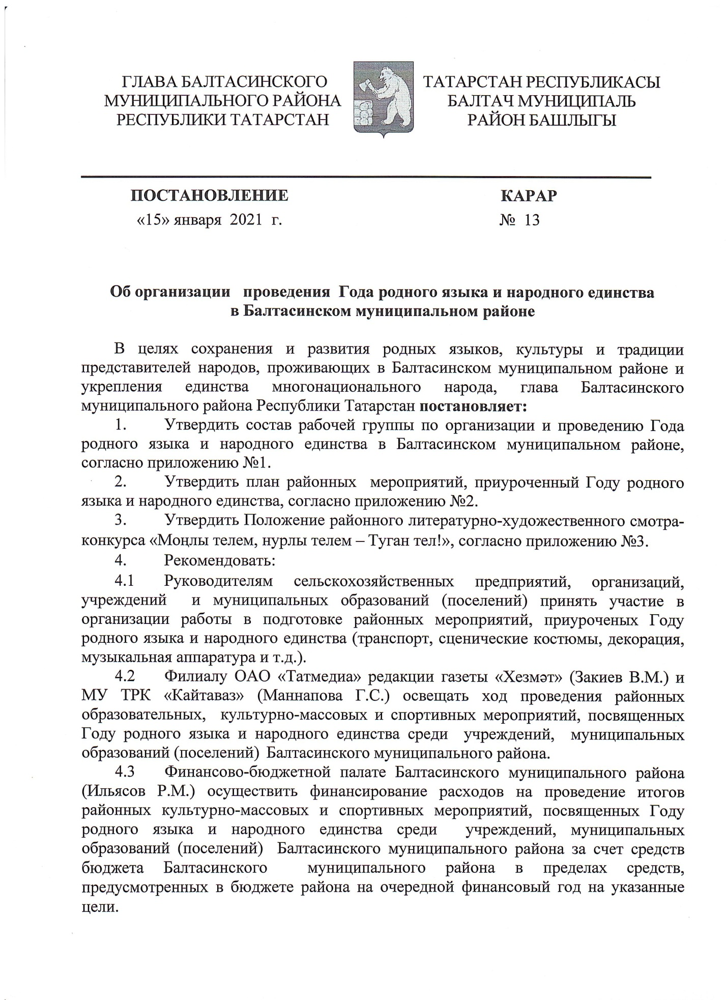 ГЛАВА БАЛТАСИНСКОГО
МУНИЦИПАЛЬНОГО РАЙОНА
РЕСПУБЛИКИ ТАТАРСТАН
ТАТАРСТАН РЕСПУБЛИКАСЫ
БАЛТАЧ МУНИЦИПАЛЬ
РАЙОН БАШЛЫГЫ
ПОСТАНОВЛЕНИЕ
КАРАР
«15» января 2021 г.
№ 13
Об организации проведения Года родного языка и народного единства
в Балтасинском муниципальном районе
В целях сохранения и развития родных языков, культуры и традиции
представителей народов, проживающих в Балтасинском муниципальном районе и
укрепления единства многонационального народа, глава Балтасинского
муниципального района Республики Татарстан постановляет:
1. Утвердить состав рабочей группы по организации и проведению Года
родного языка и народного единства в Балтасинском муниципальном районе,
согласно приложению №1.
2. Утвердить план районных мероприятий, приуроченный Году родного
языка и народного единства, согласно приложению №2.
3. Утвердить Положение районного литературно-художественного смотра-
конкурса «Моңлы телем, нурлы телем – Туган тел!», согласно приложению №3.
4. Рекомендовать:
4.1 Руководителям сельскохозяйственных предприятий, организаций,
учреждений и муниципальных образований (поселений) принять участие в
организации работы в подготовке районных мероприятий, приуроченых Году
родного языка и народного единства (транспорт, сценические костюмы, декорация,
музыкальная аппаратура и т.д.).
4.2 Филиалу ОАО «Татмедиа» редакции газеты «Хезмәт» (Закиев В.М.) и
МУ ТРК «Кайтаваз» (Маннапова Г.С.) освещать ход проведения районных
образовательных, культурно-массовых и спортивных мероприятий, посвященных
Году родного языка и народного единства среди учреждений, муниципальных
образований (поселений) Балтасинского муниципального района.
4.3 Финансово-бюджетной палате Балтасинского муниципального района
(Ильясов Р.М.) осуществить финансирование расходов на проведение итогов
районных культурно-массовых и спортивных мероприятий, посвященных Году
родного языка и народного единства среди учреждений, муниципальных
образований (поселений) Балтасинского муниципального района за счет средств
бюджета Балтасинского муниципального района в пределах средств,
предусмотренных в бюджете района на очередной финансовый год на указанные
цели.